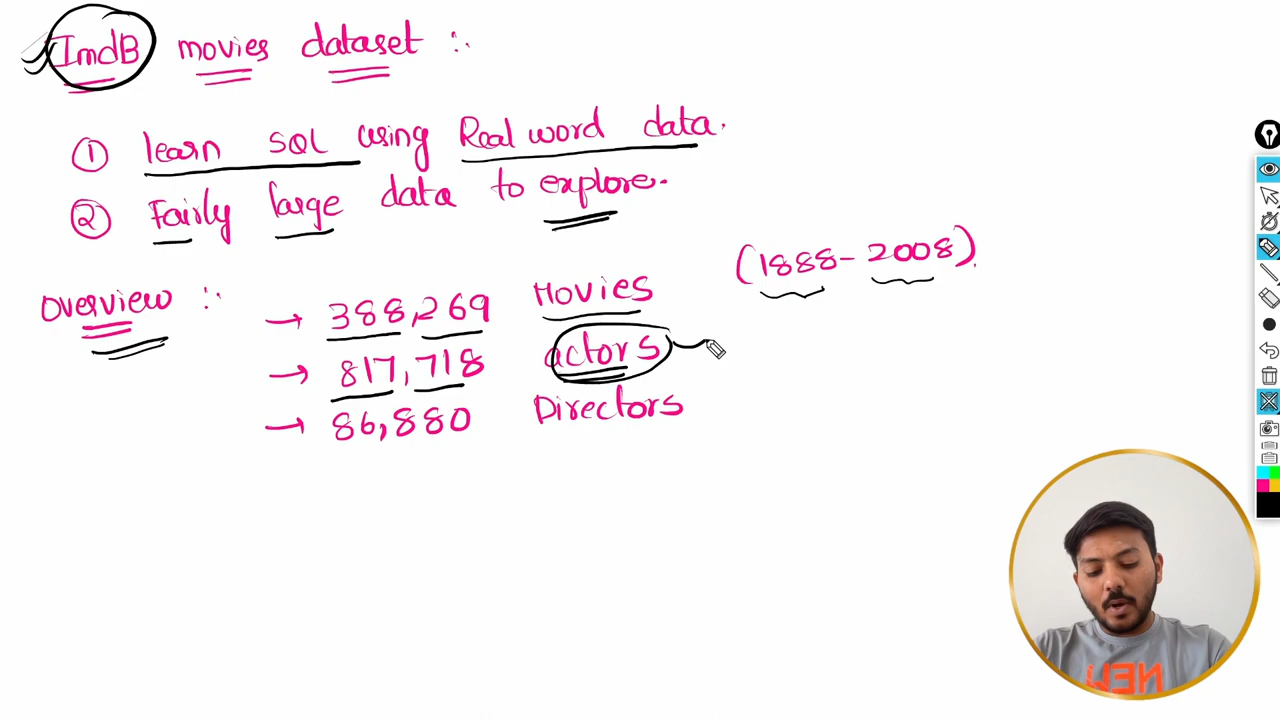 ImdB movies dataset :.
① learn SQL using Real word data.
② Fairly large data to explore.
(1888-2008).
Overview ::
→ 388,269 Movies
→ 817,718 actors
→ 86,880 Directors
NEW